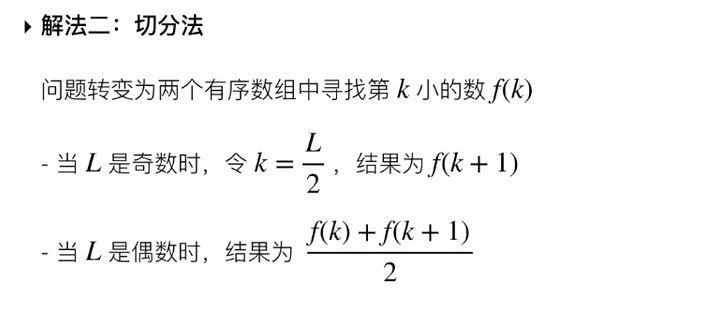 ▸ 解法二：切分法
问题转变为两个有序数组中寻找第 k 小的数 f(k)
- 当 L 是奇数时，令 k = L/2 ，结果为 f(k + 1)
- 当 L 是偶数时，结果为 f(k) + f(k + 1) / 2